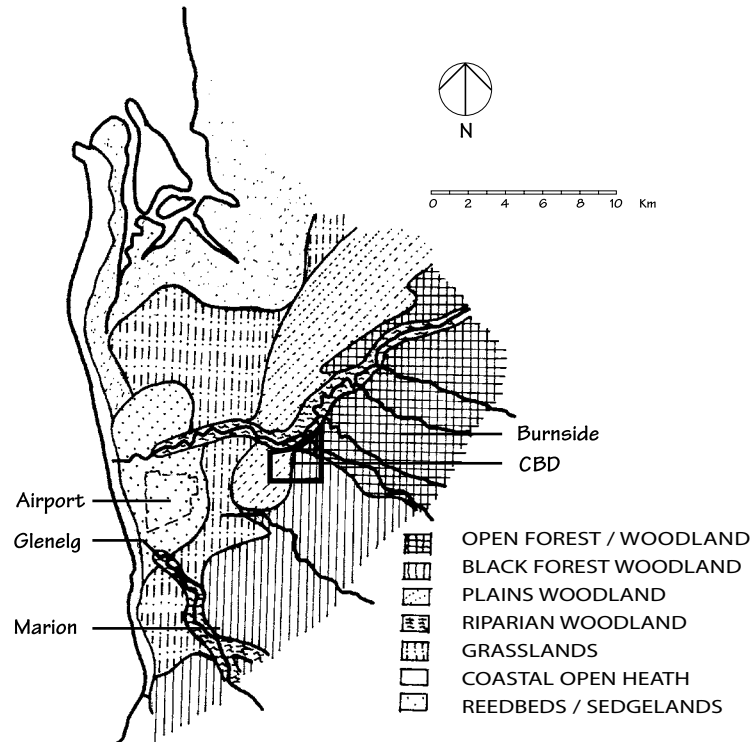 N
0 2 4 6 8 10 Km
Burnside
CBD
Airport
Glenelg
Marion
OPEN FOREST / WOODLAND
BLACK FOREST WOODLAND
PLAINS WOODLAND
RIPARIAN WOODLAND
GRASSLANDS
COASTAL OPEN HEATH
REEDBEDS / SEDGELANDS